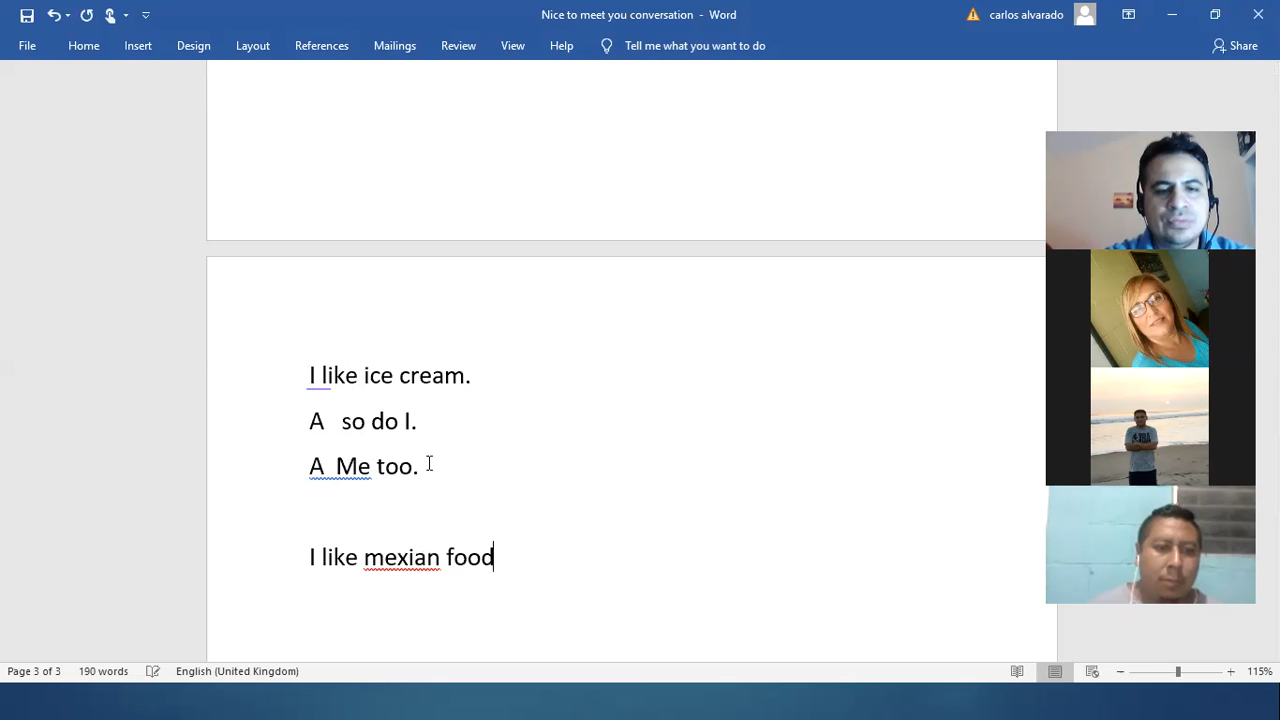 Nice to meet you conversation - Word
carlos alvarado
File Home Insert Design Layout References Mailings Review View Help Tell me what you want to do Share
I like ice cream.
A so do I.
A Me too.
I like mexian food
Page 3 of 3 190 words English (United Kingdom) 115%